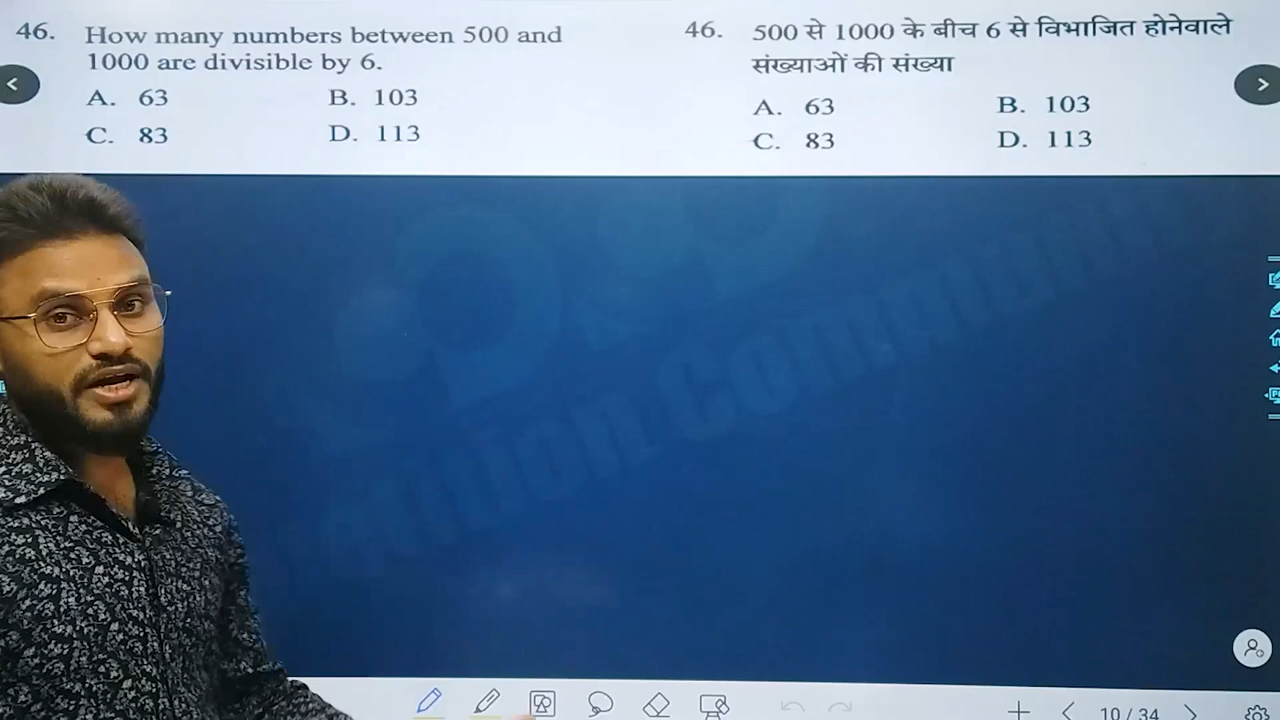 46. How many numbers between 500 and
1000 are divisible by 6.
A. 63 B. 103
C. 83 D. 113
46. 500 से 1000 के बीच 6 से विभाजित होनेवाले
संख्याओं की संख्या
A. 63 B. 103
C. 83 D. 113
10 / 34